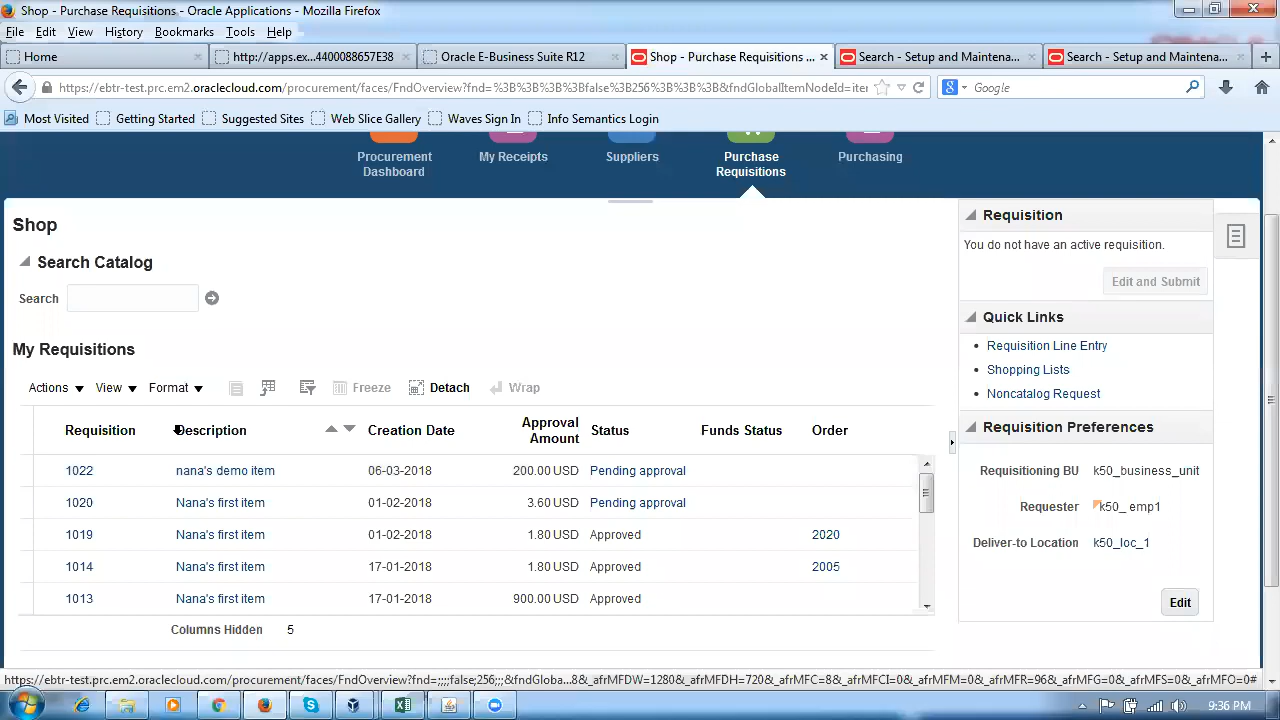 Shop - Purchase Requisitions - Oracle Applications - Mozilla Firefox
File Edit View History Bookmarks Tools Help
Home http://apps.ex...4400088657E38 Oracle E-Business Suite R12 Shop - Purchase Requisitions ... Search - Setup and Maintena... Search - Setup and Maintena...
https://ebtr-test.prc.em2.oraclecloud.com/procurement/faces/FndOverview?fnd=%3B%3B%3B%3Bfalse%3B256%3B%3B%3B&fndGlobalItemNodeId=iter Google
Most Visited Getting Started Suggested Sites Web Slice Gallery Waves Sign In Info Semantics Login
Procurement Dashboard My Receipts Suppliers Purchase Requisitions Purchasing
Shop
Search Catalog
Search
My Requisitions
Actions View Format Freeze Detach Wrap
Requisition Description Creation Date Approval Amount Status Funds Status Order
1022 nana's demo item 06-03-2018 200.00 USD Pending approval
1020 Nana's first item 01-02-2018 3.60 USD Pending approval
1019 Nana's first item 01-02-2018 1.80 USD Approved 2020
1014 Nana's first item 17-01-2018 1.80 USD Approved 2005
1013 Nana's first item 17-01-2018 900.00 USD Approved
Columns Hidden 5
Requisition
You do not have an active requisition.
Edit and Submit
Quick Links
Requisition Line Entry
Shopping Lists
Noncatalog Request
Requisition Preferences
Requisitioning BU k50_business_unit
Requester k50_ emp1
Deliver-to Location k50_loc_1
Edit
https://ebtr-test.prc.em2.oraclecloud.com/procurement/faces/FndOverview?fnd=;;;;false;256;;;&fndGloba...8&_afrMFDW=1280&_afrMFDH=720&_afrMFC=8&_afrMFCI=0&_afrMFM=0&_afrMFR=96&_afrMFG=0&_afrMFS=0&_afrMFO=0#
9:36 PM